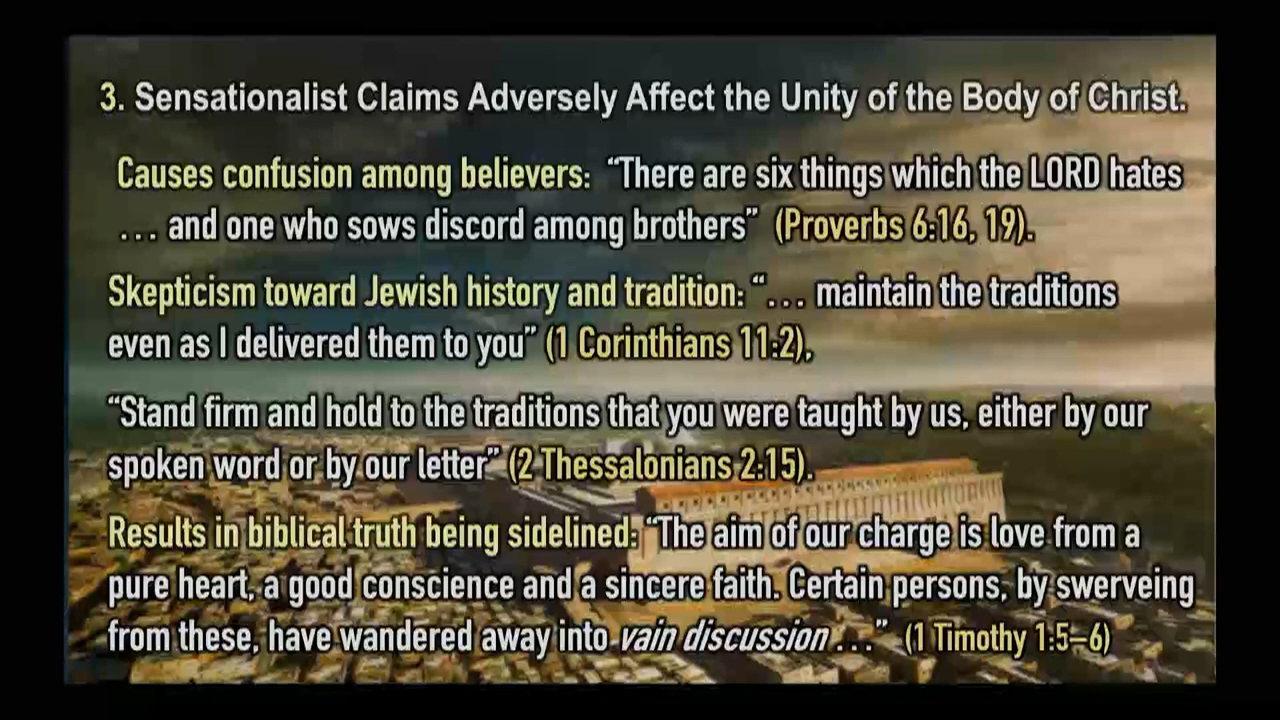 3. Sensationalist Claims Adversely Affect the Unity of the Body of Christ.
Causes confusion among believers: “There are six things which the LORD hates
... and one who sows discord among brothers” (Proverbs 6:16, 19).
Skepticism toward Jewish history and tradition: “... maintain the traditions
even as I delivered them to you” (1 Corinthians 11:2),
“Stand firm and hold to the traditions that you were taught by us, either by our
spoken word or by our letter” (2 Thessalonians 2:15).
Results in biblical truth being sidelined: “The aim of our charge is love from a
pure heart, a good conscience and a sincere faith. Certain persons, by swerveing
from these, have wandered away into vain discussion ...” (1 Timothy 1:5–6)